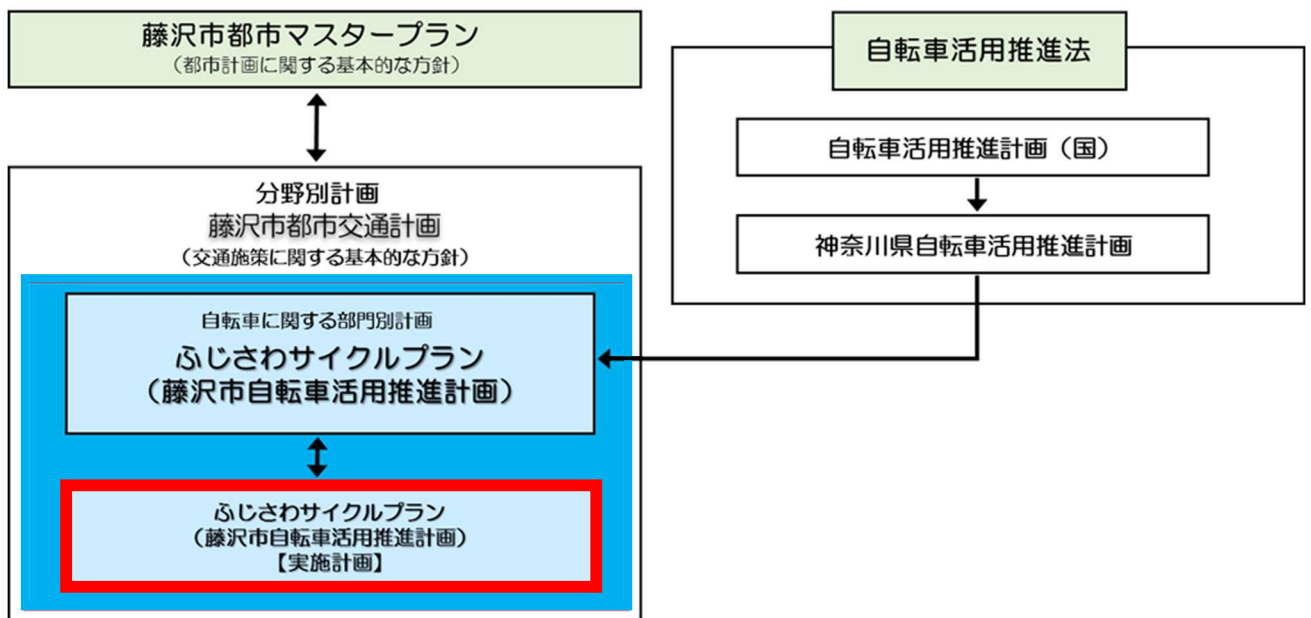 藤沢市都市マスタープラン
（都市計画に関する基本的な方針）
分野別計画
藤沢市都市交通計画
（交通施策に関する基本的な方針）
自転車に関する部門別計画
ふじさわサイクルプラン
（藤沢市自転車活用推進計画）
ふじさわサイクルプラン
（藤沢市自転車活用推進計画）
【実施計画】
自転車活用推進法
自転車活用推進計画（国）
神奈川県自転車活用推進計画